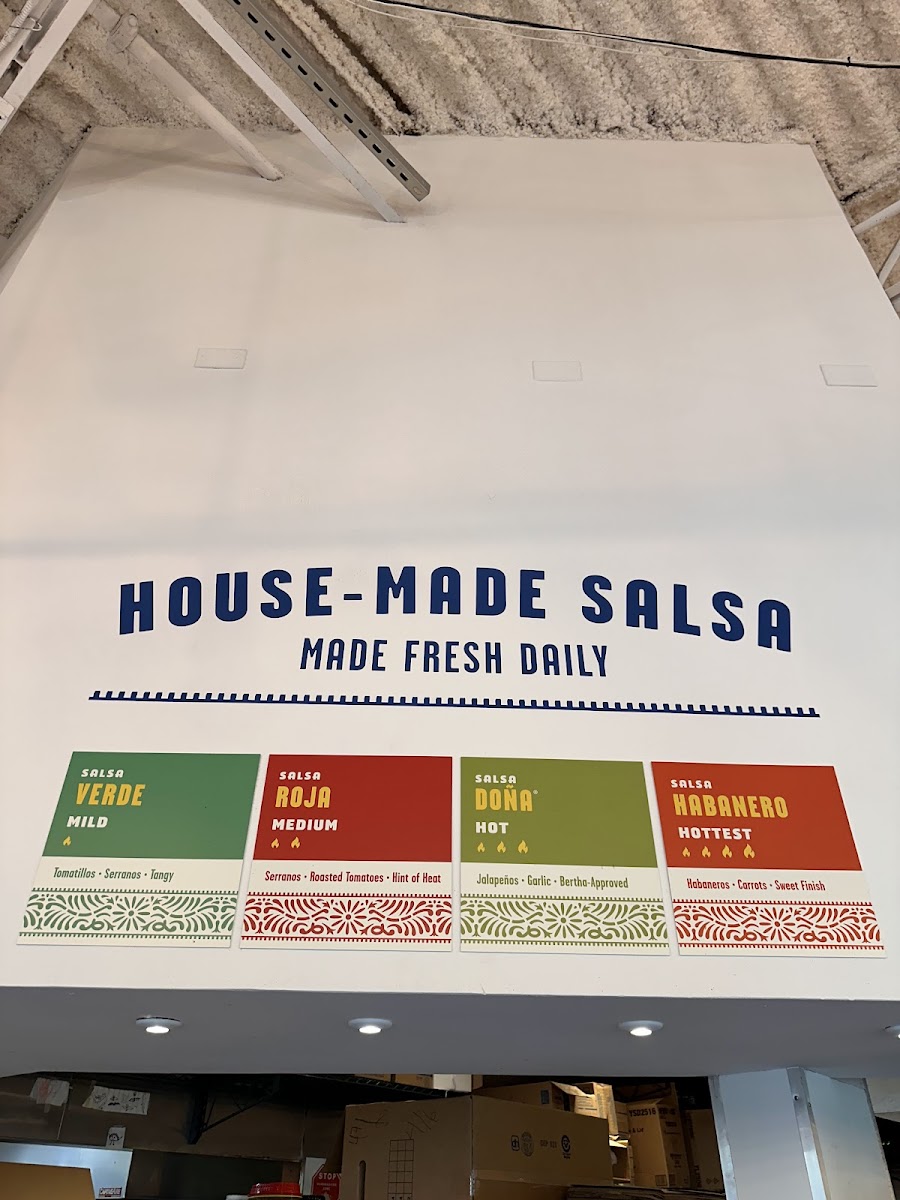 HOUSE-MADE SALSA
MADE FRESH DAILY
SALSA
VERDE
MILD
Tomatillos • Serranos • Tangy
SALSA
ROJA
MEDIUM
Serranos • Roasted Tomatoes • Hint of Heat
SALSA
DOÑA®
HOT
Jalapeños • Garlic • Bertha-Approved
SALSA
HABANERO
HOTTEST
Habaneros • Carrots • Sweet Finish
STOP